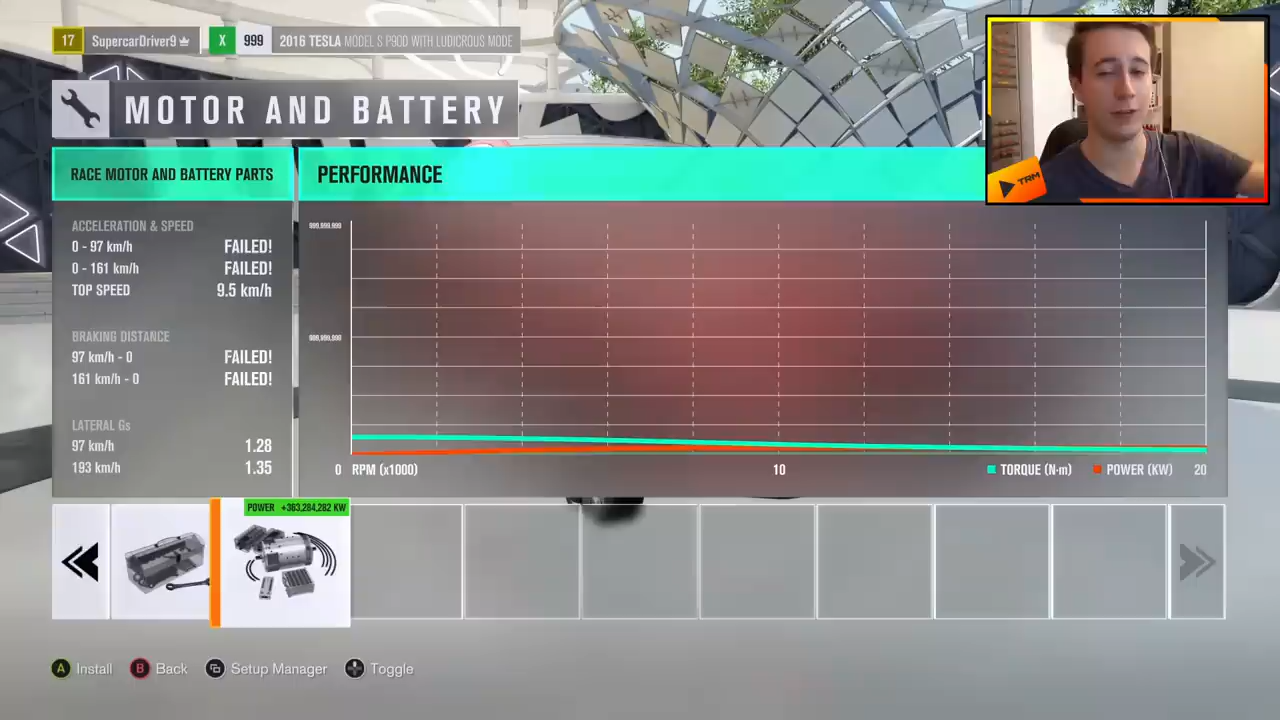 17 SupercarDriver9 X 999 2016 TESLA MODEL S P90D WITH LUDICROUS MODE
MOTOR AND BATTERY
TRM
RACE MOTOR AND BATTERY PARTS
ACCELERATION & SPEED
0 - 97 km/h FAILED!
0 - 161 km/h FAILED!
TOP SPEED 9.5 km/h
BRAKING DISTANCE
97 km/h - 0 FAILED!
161 km/h - 0 FAILED!
LATERAL Gs
97 km/h 1.28
193 km/h 1.35
PERFORMANCE
999,999,999
999,999,999
0 RPM (x1000) 10 TORQUE (N·m) POWER (KW) 20
POWER +363,284,282 KW
A Install B Back Setup Manager Toggle